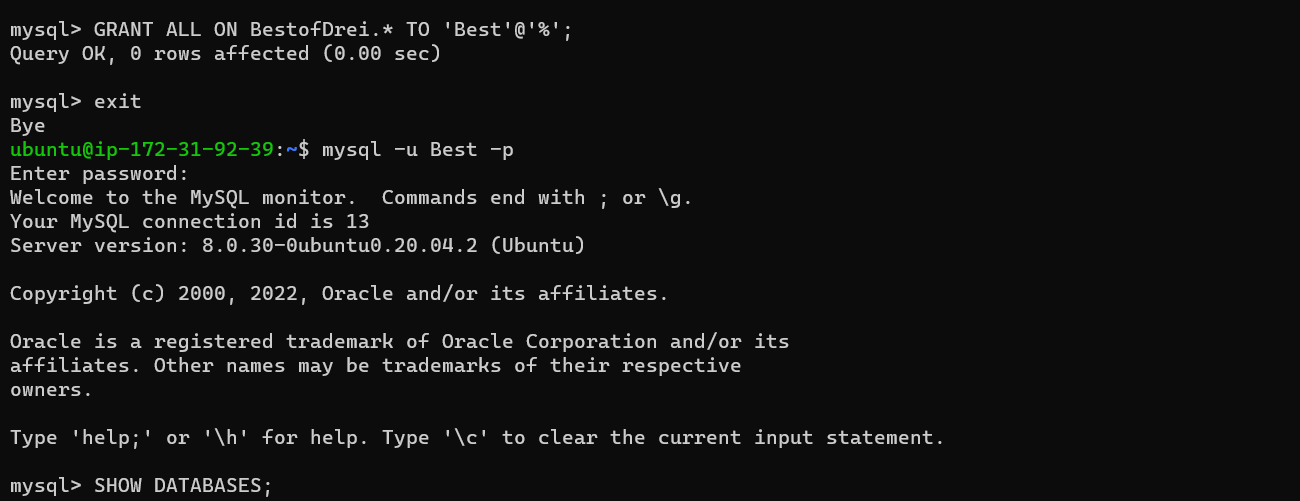 mysql> GRANT ALL ON BestofDrei.* TO 'Best'@'%';
Query OK, 0 rows affected (0.00 sec)
mysql> exit
Bye
ubuntu@ip-172-31-92-39:~$ mysql -u Best -p
Enter password:
Welcome to the MySQL monitor.  Commands end with ; or \g.
Your MySQL connection id is 13
Server version: 8.0.30-0ubuntu0.20.04.2 (Ubuntu)
Copyright (c) 2000, 2022, Oracle and/or its affiliates.
Oracle is a registered trademark of Oracle Corporation and/or its
affiliates. Other names may be trademarks of their respective
owners.
Type 'help;' or '\h' for help. Type '\c' to clear the current input statement.
mysql> SHOW DATABASES;